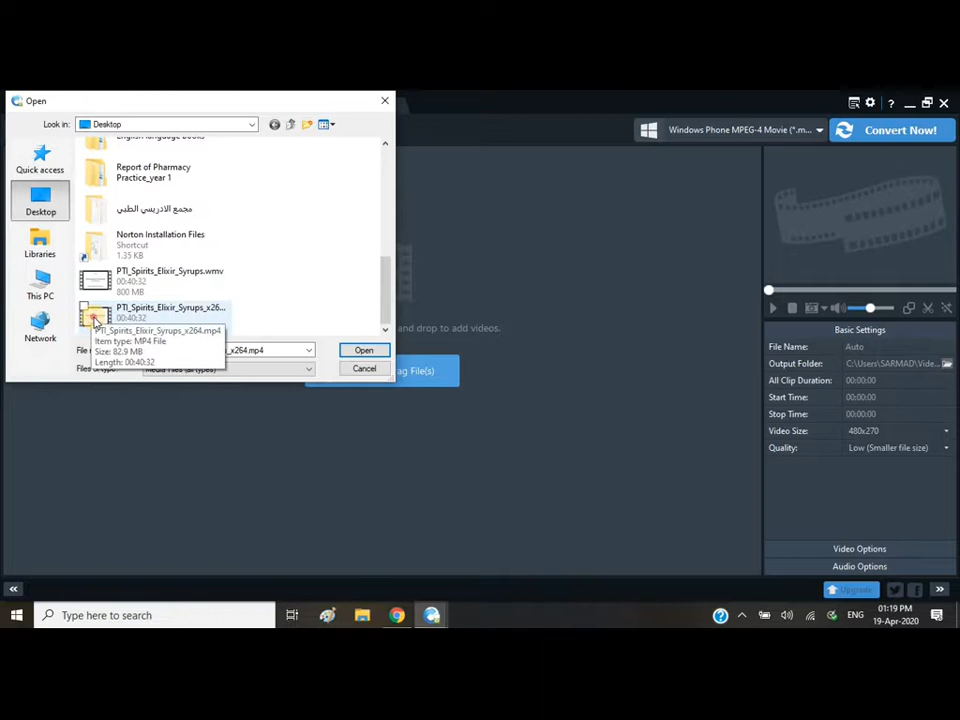 Open
Look in:
Desktop
English language books
Report of Pharmacy
Practice_year 1
مجمع الادريسي الطبي
Norton Installation Files
Shortcut
1.35 KB
PTI_Spirits_Elixir_Syrups.wmv
00:40:32
800 MB
PTI_Spirits_Elixir_Syrups_x26...
00:40:32
PTI_Spirits_Elixir_Syrups_x264.mp4
Item type: MP4 File
Size: 82.9 MB
Length: 00:40:32
Quick access
Desktop
Libraries
This PC
Network
_x264.mp4
Open
Cancel
and drop to add videos.
Windows Phone MPEG-4 Movie (*.m...
Convert Now!
Basic Settings
File Name: Auto
Output Folder: C:\Users\SARMAD\Vide...
All Clip Duration: 00:00:00
Start Time: 00:00:00
Stop Time: 00:00:00
Video Size: 480x270
Quality: Low (Smaller file size)
Video Options
Audio Options
Upgrade
Type here to search
ENG
01:19 PM
19-Apr-2020